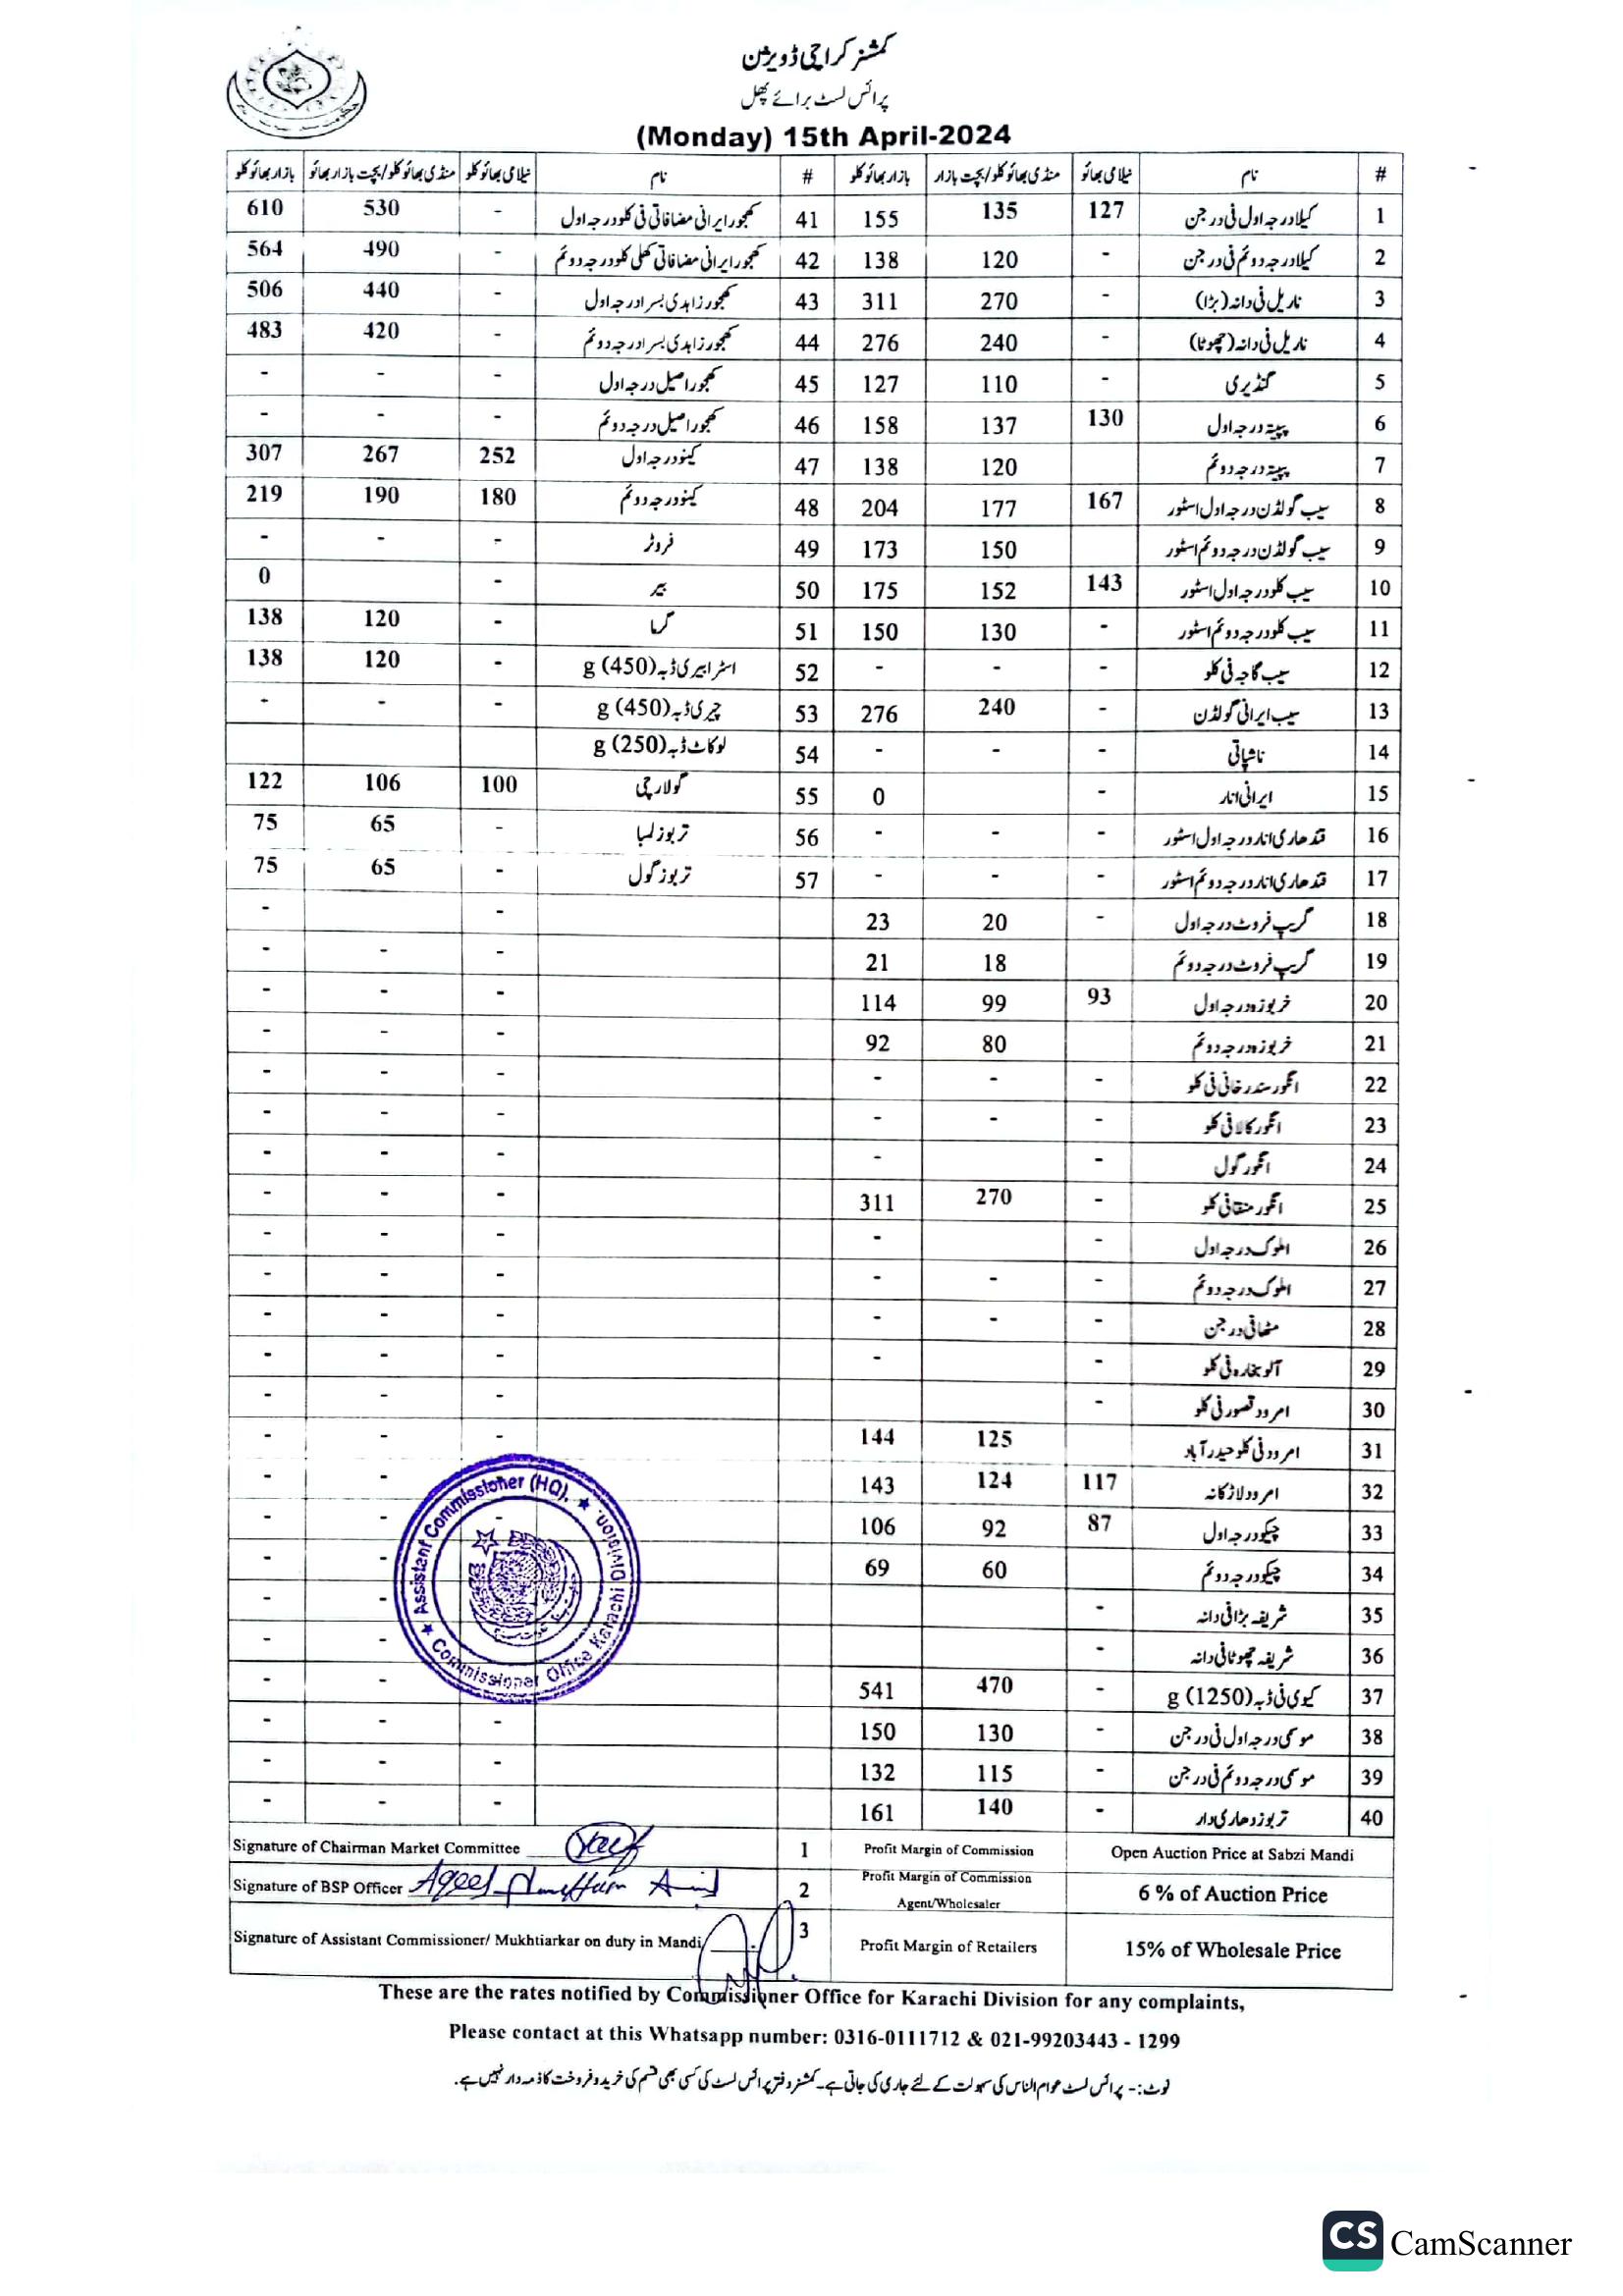 کمشنر کراچی ڈویژن
پرائس لسٹ برائے پھل
(Monday) 15th April-2024
# نام نیلامی بھائو منڈی بھائو کلو/بچت بازار بازار بھائو کلو # نام نیلامی بھائو کلو منڈی بھائو کلو/بچت بازار بھائو بازار بھائو کلو
1 کیلا درجہ اول فی درجن 127 135 155 41 کھجور ایرانی مضافاتی فی کلو درجہ اول - 530 610
2 کیلا درجہ دوئم فی درجن - 120 138 42 کھجور ایرانی مضافاتی کھلی کلو درجہ دوئم - 490 564
3 ناریل فی دانہ (بڑا) - 270 311 43 کھجور زاہدی بسرا درجہ اول - 440 506
4 ناریل فی دانہ (چھوٹا) - 240 276 44 کھجور زاہدی بسرا درجہ دوئم - 420 483
5 گنڈیری - 110 127 45 کھجور اصیل درجہ اول - - -
6 پپیتہ درجہ اول 130 137 158 46 کھجور اصیل درجہ دوئم - - -
7 پپیتہ درجہ دوئم 120 138 47 کینو درجہ اول 252 267 307
8 سیب گولڈن درجہ اول اسٹور 167 177 204 48 کینو درجہ دوئم 180 190 219
9 سیب گولڈن درجہ دوئم اسٹور 150 173 49 فروٹر - - -
10 سیب کلو درجہ اول اسٹور 143 152 175 50 بیر - 0
11 سیب کلو درجہ دوئم اسٹور - 130 150 51 گرما - 120 138
12 سیب گاجہ فی کلو - - - 52 اسٹرابیری ڈبہ (450) g - 120 138
13 سیب ایرانی گولڈن - 240 276 53 چیری ڈبہ (450) g - - -
14 ناشپاتی - - - 54 لوکاٹ ڈبہ (250) g
15 ایرانی انار - 0 55 گولارچی 100 106 122
16 قندھاری انار درجہ اول اسٹور - - - 56 تربوز لمبا - 65 75
17 قندھاری انار درجہ دوئم اسٹور - - - 57 تربوز گول - 65 75
18 گریپ فروٹ درجہ اول - 20 23 - -
19 گریپ فروٹ درجہ دوئم 18 21 - - -
20 خربوزہ درجہ اول 93 99 114 - - -
21 خربوزہ درجہ دوئم 80 92 - - -
22 انگور سندرخانی فی کلو - - - - - -
23 انگور کالا فی کلو - - - - - -
24 انگور گول - - - - -
25 انگور منقا فی کلو - 270 311 - - -
26 املوک درجہ اول - - - - -
27 املوک درجہ دوئم - - - - - -
28 مٹھا فی درجن - - - - - -
29 آلو بخارہ فی کلو - - - - -
30 امرود قصور فی کلو - - - -
31 امرود فی کلو حیدرآباد 125 144 - - -
32 امرود لاڑکانہ 117 124 143 - -
33 چیکو درجہ اول 87 92 106 - - -
34 چیکو درجہ دوئم 60 69 - -
35 شریفہ بڑا فی دانہ - - -
36 شریفہ چھوٹا فی دانہ - - -
37 کیوی فی ڈبہ (1250) g - 470 541 - -
38 موسمی درجہ اول فی درجن - 130 150 - - -
39 موسمی درجہ دوئم فی درجن - 115 132 - - -
40 تربوز دھاری دار - 140 161 - - -
Assistant Commissioner (HQ).
Commissioner Office Karachi Division.
Signature of Chairman Market Committee 1 Profit Margin of Commission Open Auction Price at Sabzi Mandi
Signature of BSP Officer 2 Profit Margin of Commission Agent/Wholesaler 6 % of Auction Price
Signature of Assistant Commissioner/ Mukhtiarkar on duty in Mandi 3 Profit Margin of Retailers 15% of Wholesale Price
These are the rates notified by Commissioner Office for Karachi Division for any complaints,
Please contact at this Whatsapp number: 0316-0111712 & 021-99203443 - 1299
نوٹ:- پرائس لسٹ عوام الناس کی سہولت کے لئے جاری کی جاتی ہے۔ کمشنر دفتر پرائس لسٹ کی کسی بھی قسم کی خرید و فروخت کا ذمہ دار نہیں ہے۔
CS CamScanner